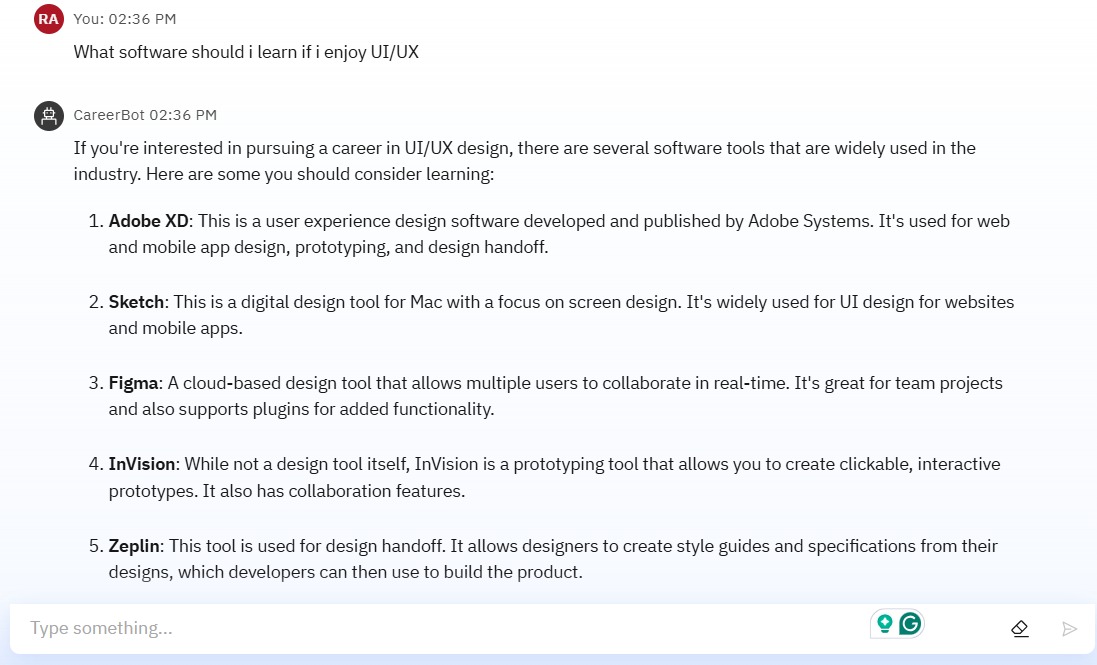 RA You: 02:36 PM
What software should i learn if i enjoy UI/UX
CareerBot 02:36 PM
If you're interested in pursuing a career in UI/UX design, there are several software tools that are widely used in the
industry. Here are some you should consider learning:
1. Adobe XD: This is a user experience design software developed and published by Adobe Systems. It's used for web
and mobile app design, prototyping, and design handoff.
2. Sketch: This is a digital design tool for Mac with a focus on screen design. It's widely used for UI design for websites
and mobile apps.
3. Figma: A cloud-based design tool that allows multiple users to collaborate in real-time. It's great for team projects
and also supports plugins for added functionality.
4. InVision: While not a design tool itself, InVision is a prototyping tool that allows you to create clickable, interactive
prototypes. It also has collaboration features.
5. Zeplin: This tool is used for design handoff. It allows designers to create style guides and specifications from their
designs, which developers can then use to build the product.
Type something...